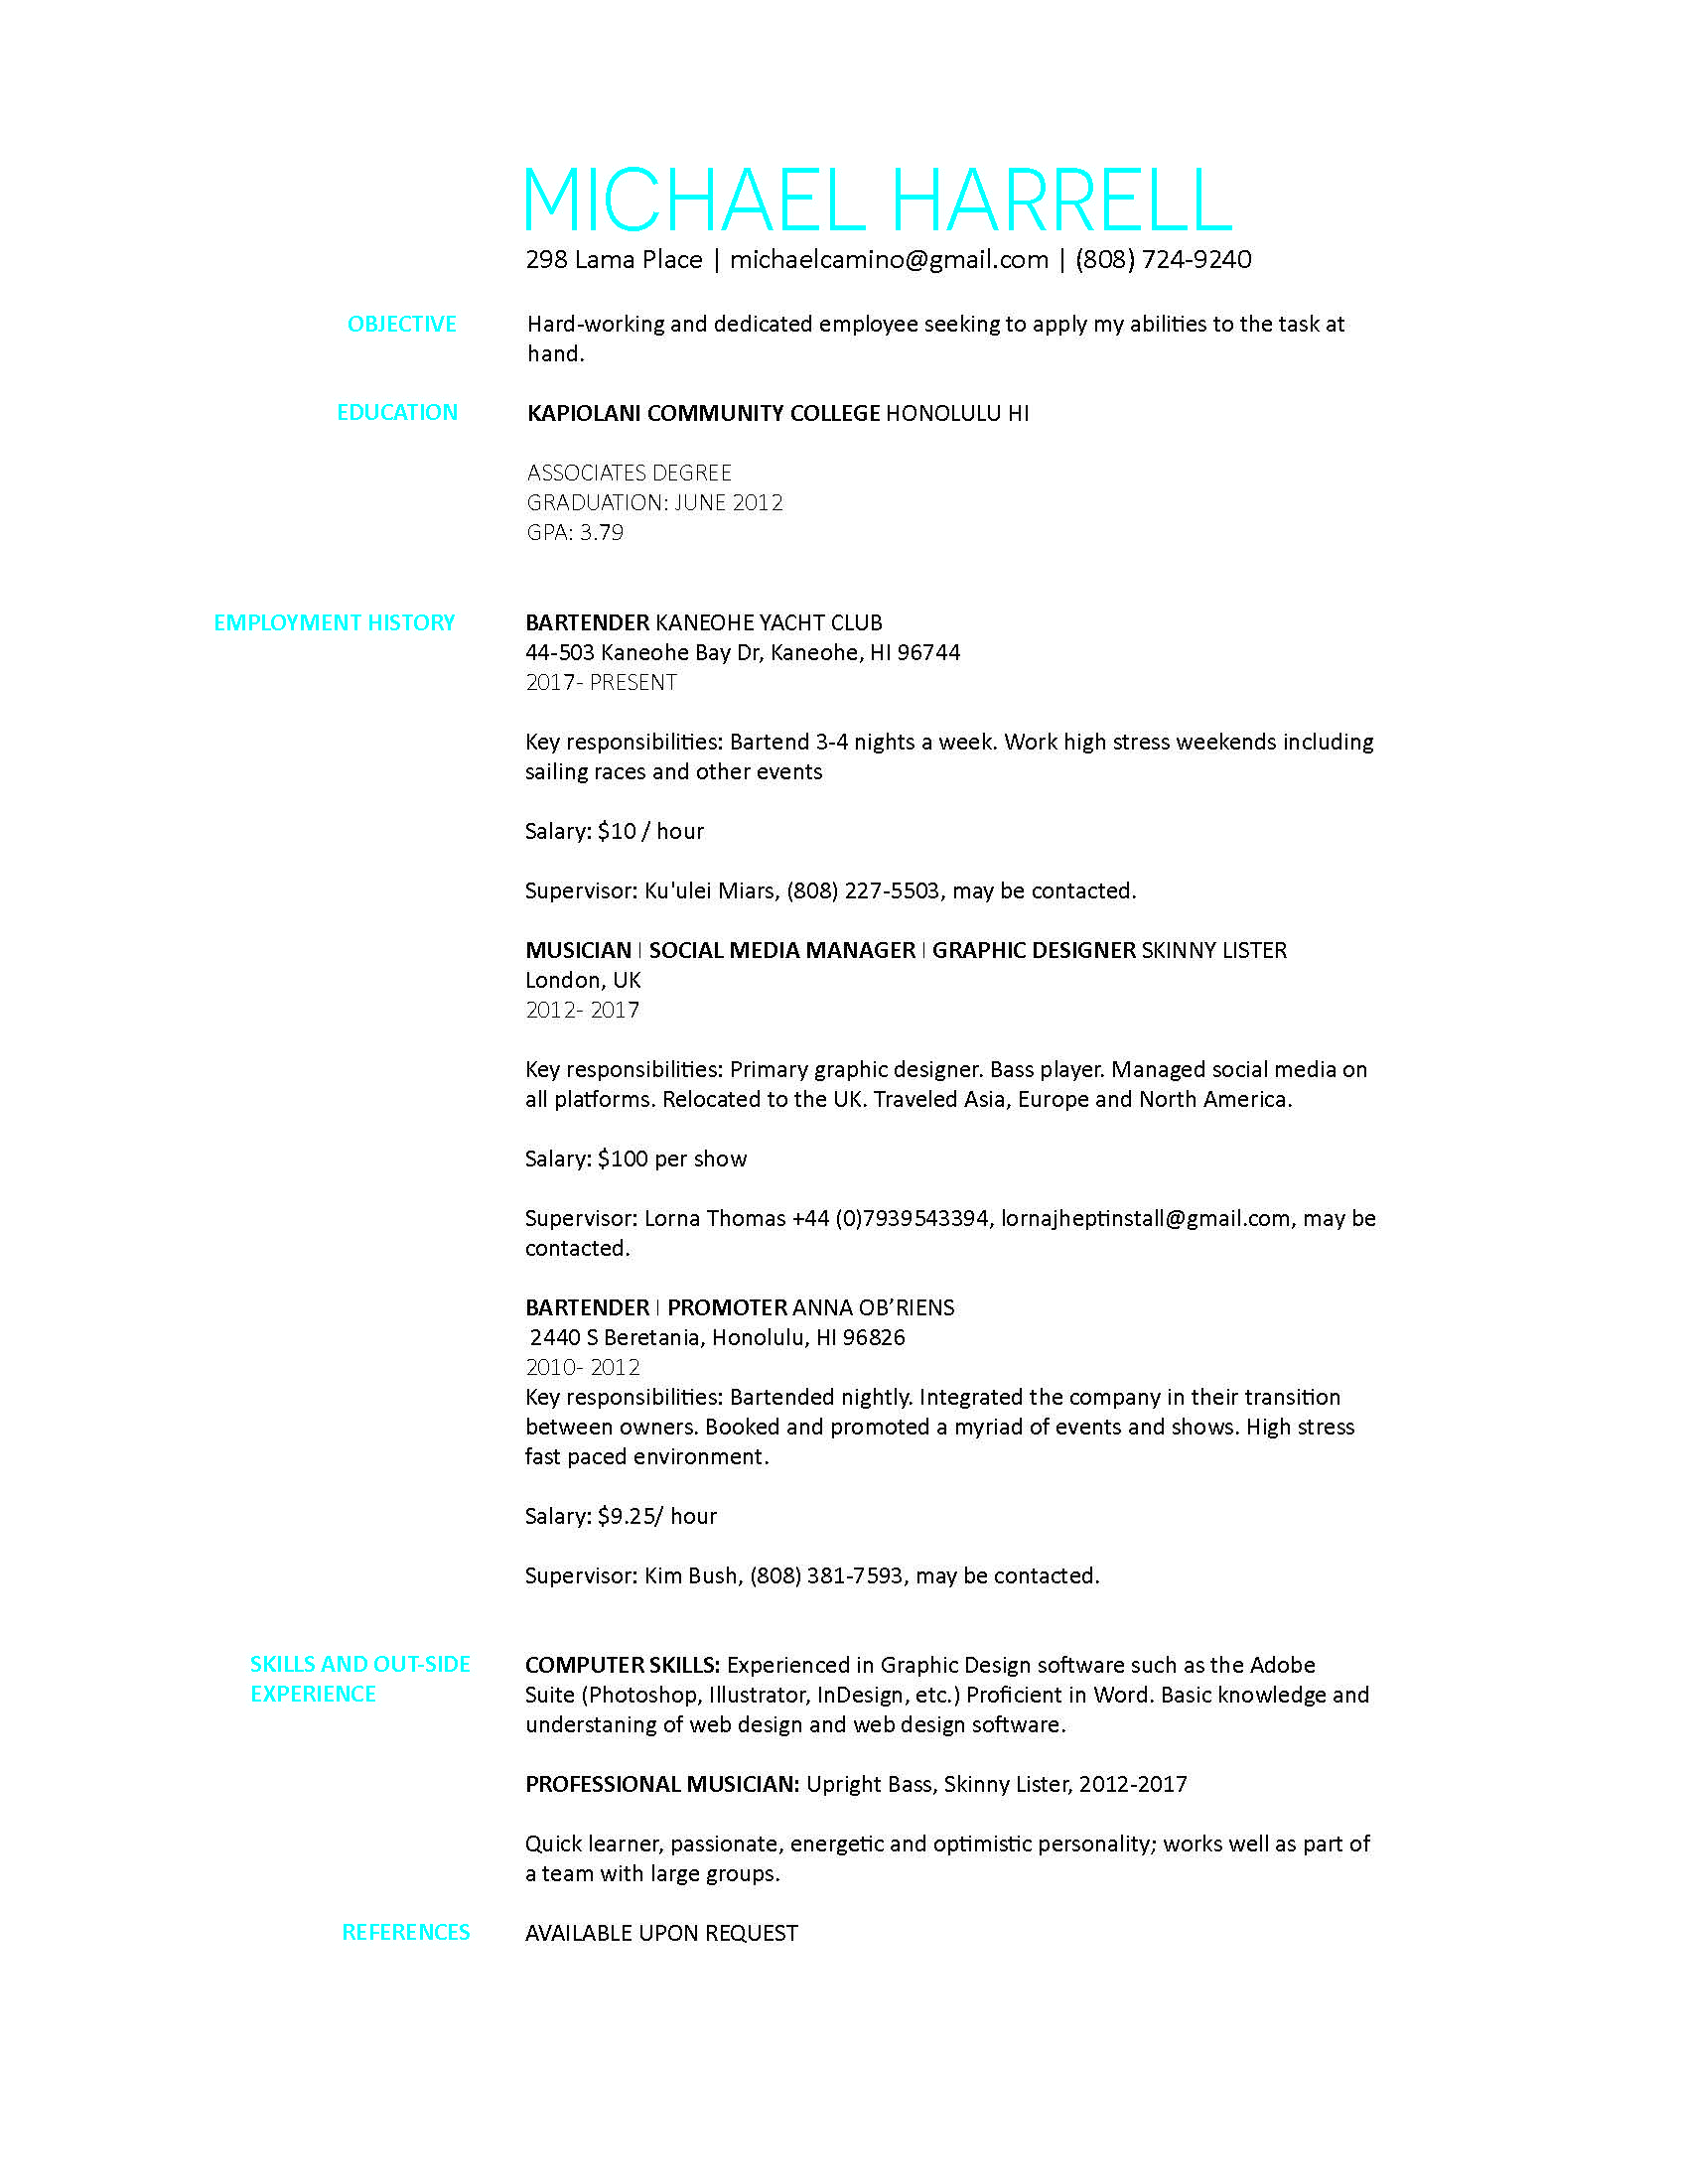 MICHAEL HARRELL
298 Lama Place | michaelcamino@gmail.com | (808) 724-9240
OBJECTIVE
Hard-working and dedicated employee seeking to apply my abilities to the task at
hand.
EDUCATION
KAPIOLANI COMMUNITY COLLEGE HONOLULU HI
ASSOCIATES DEGREE
GRADUATION: JUNE 2012
GPA: 3.79
EMPLOYMENT HISTORY
BARTENDER KANEOHE YACHT CLUB
44-503 Kaneohe Bay Dr, Kaneohe, HI 96744
2017- PRESENT
Key responsibilities: Bartend 3-4 nights a week. Work high stress weekends including
sailing races and other events
Salary: $10 / hour
Supervisor: Ku'ulei Miars, (808) 227-5503, may be contacted.
MUSICIAN | SOCIAL MEDIA MANAGER | GRAPHIC DESIGNER SKINNY LISTER
London, UK
2012- 2017
Key responsibilities: Primary graphic designer. Bass player. Managed social media on
all platforms. Relocated to the UK. Traveled Asia, Europe and North America.
Salary: $100 per show
Supervisor: Lorna Thomas +44 (0)7939543394, lornajheptinstall@gmail.com, may be
contacted.
BARTENDER | PROMOTER ANNA OB’RIENS
2440 S Beretania, Honolulu, HI 96826
2010- 2012
Key responsibilities: Bartended nightly. Integrated the company in their transition
between owners. Booked and promoted a myriad of events and shows. High stress
fast paced environment.
Salary: $9.25/ hour
Supervisor: Kim Bush, (808) 381-7593, may be contacted.
SKILLS AND OUT-SIDE
EXPERIENCE
COMPUTER SKILLS: Experienced in Graphic Design software such as the Adobe
Suite (Photoshop, Illustrator, InDesign, etc.) Proficient in Word. Basic knowledge and
understaning of web design and web design software.
PROFESSIONAL MUSICIAN: Upright Bass, Skinny Lister, 2012-2017
Quick learner, passionate, energetic and optimistic personality; works well as part of
a team with large groups.
REFERENCES
AVAILABLE UPON REQUEST